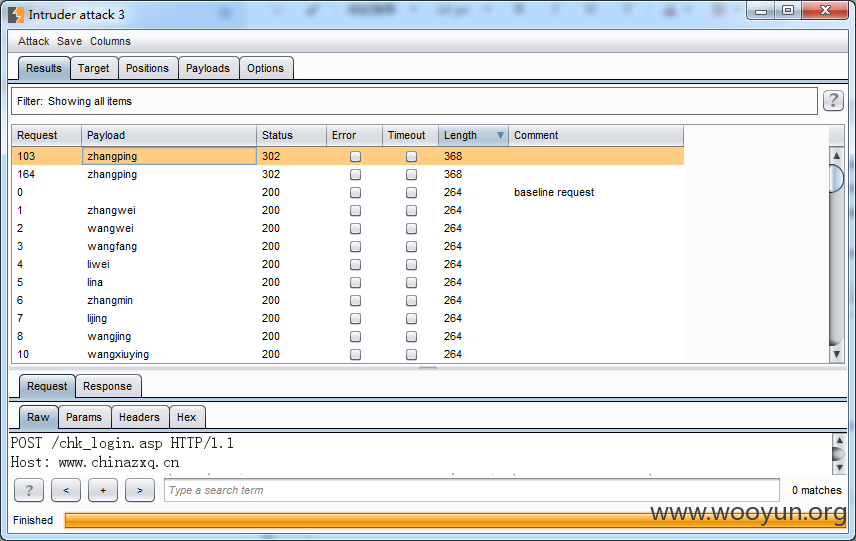 Intruder attack 3
Attack Save Columns
Results Target Positions Payloads Options
Filter: Showing all items ?
Request Payload Status Error Timeout Length Comment
103 zhangping 302 368
164 zhangping 302 368
0 200 264 baseline request
1 zhangwei 200 264
2 wangwei 200 264
3 wangfang 200 264
4 liwei 200 264
5 lina 200 264
6 zhangmin 200 264
7 lijing 200 264
8 wangjing 200 264
10 wangxiuying 200 264
Request Response
Raw Params Headers Hex
POST /chk_login.asp HTTP/1.1
Host: www.chinazxq.cn
? < + > Type a search term 0 matches
www.wooyun.org
Finished